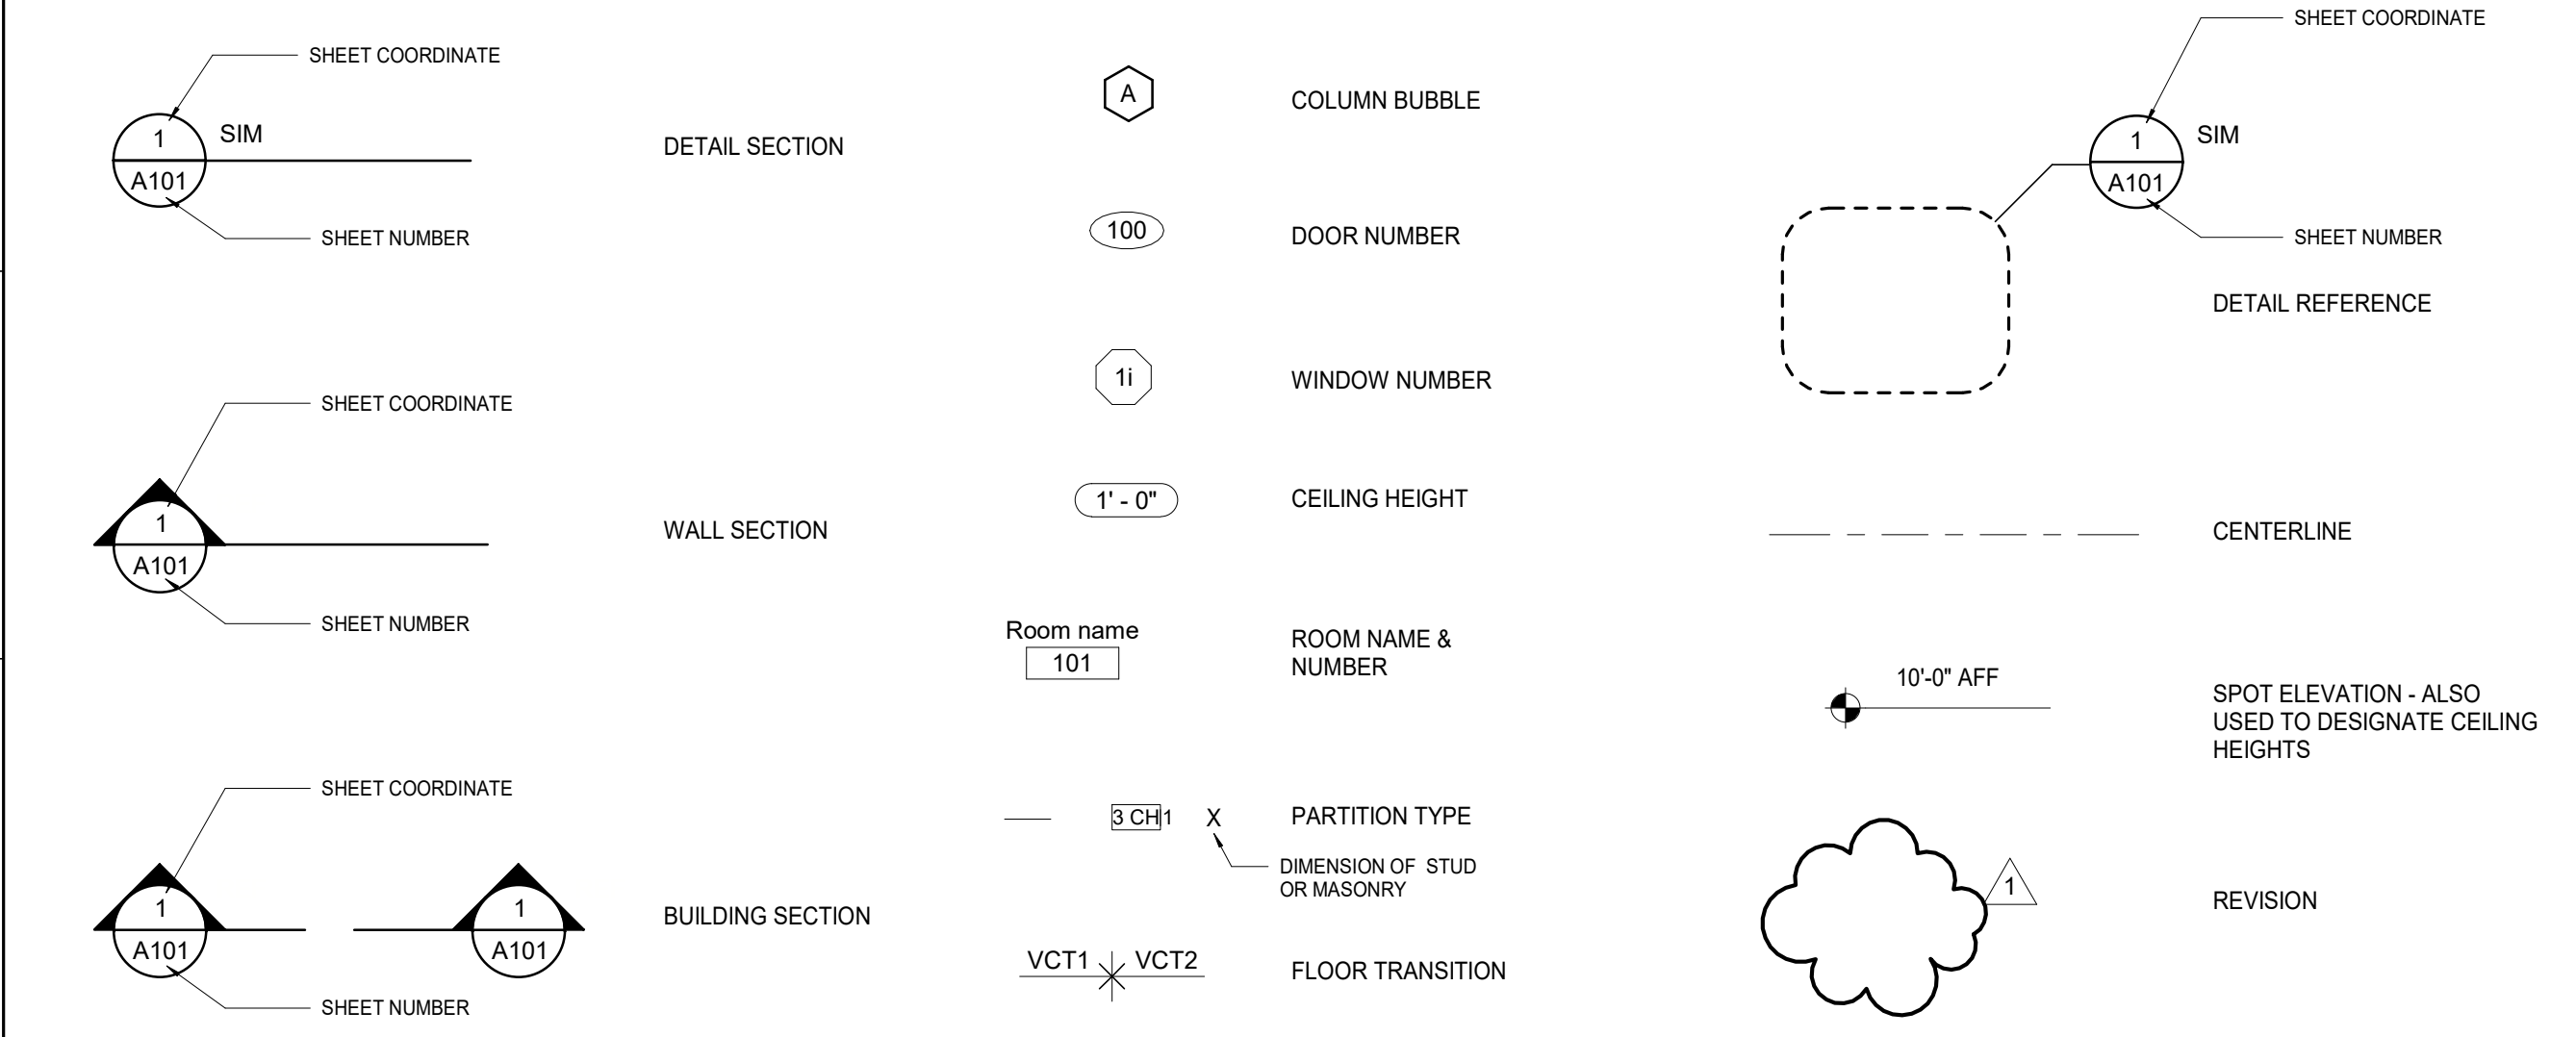 SHEET COORDINATE
1
SIM
A101
SHEET NUMBER
DETAIL SECTION
SHEET COORDINATE
1
A101
SHEET NUMBER
WALL SECTION
SHEET COORDINATE
1
A101
1
A101
SHEET NUMBER
BUILDING SECTION
A
COLUMN BUBBLE
100
DOOR NUMBER
1i
WINDOW NUMBER
1' - 0"
CEILING HEIGHT
Room name
101
ROOM NAME &
NUMBER
3 CH 1
X
PARTITION TYPE
DIMENSION OF STUD
OR MASONRY
VCT1
VCT2
FLOOR TRANSITION
SHEET COORDINATE
1
SIM
A101
SHEET NUMBER
DETAIL REFERENCE
CENTERLINE
10'-0" AFF
SPOT ELEVATION - ALSO
USED TO DESIGNATE CEILING
HEIGHTS
1
REVISION